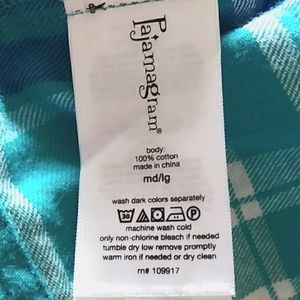 Pajamagram®
body:
100% cotton
made in china
md/lg
wash dark colors separately
30
machine wash cold
only non-chlorine bleach if needed
tumble dry low remove promptly
warm iron if needed or dry clean
rn# 109917